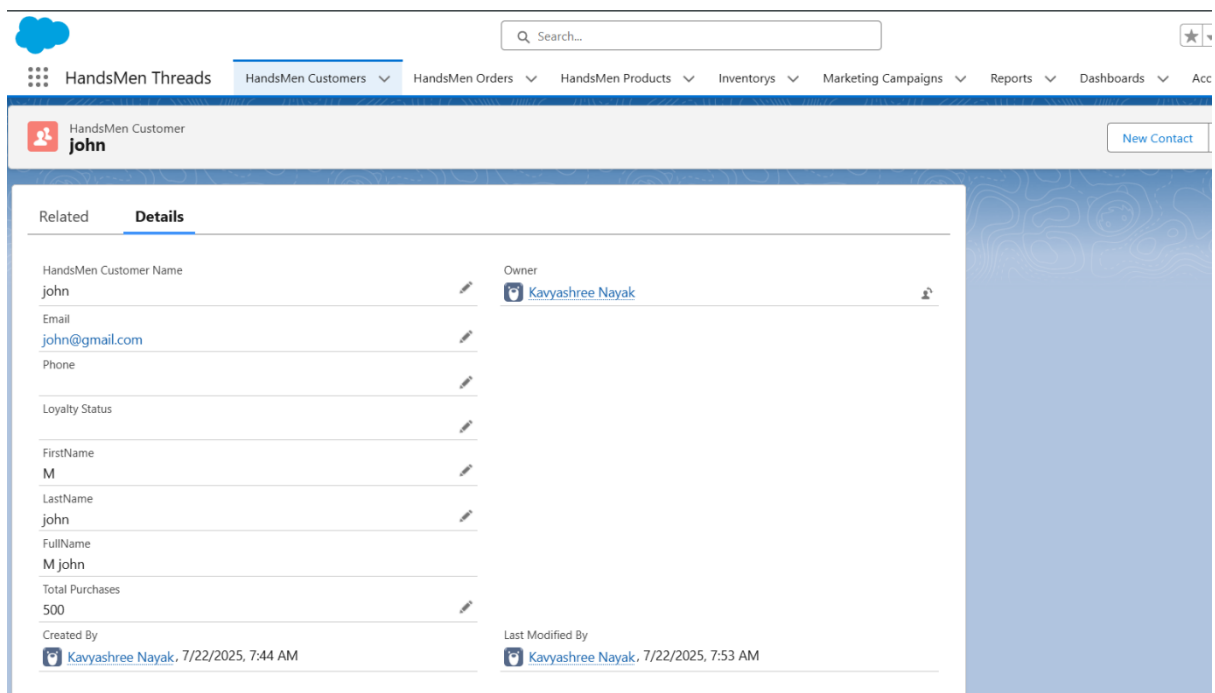 Search...
HandsMen Threads HandsMen Customers HandsMen Orders HandsMen Products Inventorys Marketing Campaigns Reports Dashboards Acc
HandsMen Customer
john
New Contact
Related Details
HandsMen Customer Name
john
Owner
Kavyashree Nayak
Email
john@gmail.com
Phone
Loyalty Status
FirstName
M
LastName
john
FullName
M john
Total Purchases
500
Created By
Kavyashree Nayak, 7/22/2025, 7:44 AM
Last Modified By
Kavyashree Nayak, 7/22/2025, 7:53 AM